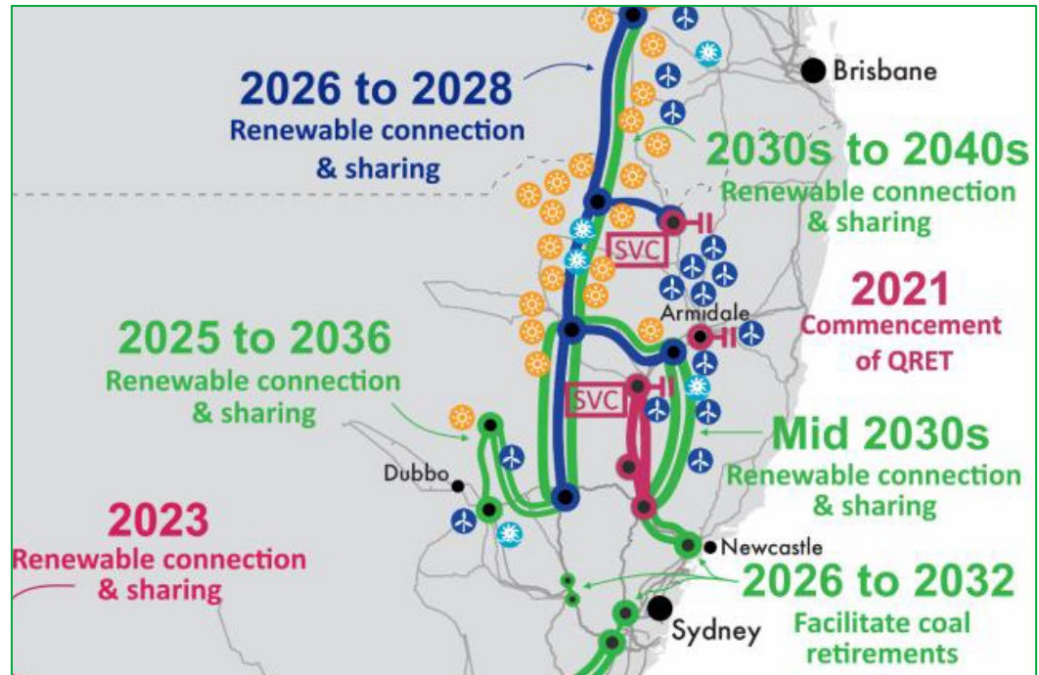 Brisbane
2026 to 2028
Renewable connection
& sharing
2030s to 2040s
Renewable connection
& sharing
SVC
2021
Commencement
of QRET
Armidale
2025 to 2036
Renewable connection
& sharing
SVC
Mid 2030s
Renewable connection
& sharing
Dubbo
2023
Renewable connection
& sharing
Newcastle
2026 to 2032
Facilitate coal
retirements
Sydney